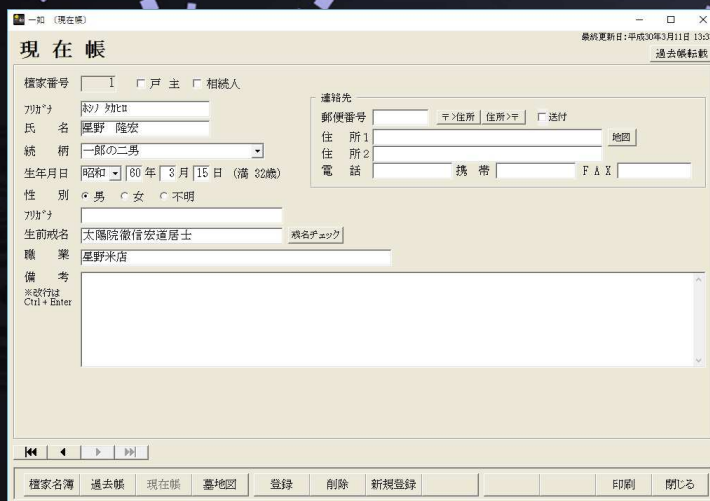 一如 〔現在帳〕
最終更新日:平成30年3月11日 13:3
現 在 帳
過去帳転載
檀家番号 1 戸 主 相続人
フリガナ ホシノ タカヒロ
氏 名 星野 隆宏
続 柄 一郎の二男
生年月日 昭和 60 年 3 月 15 日 (満 32歳)
性 別 男 女 不明
フリガナ
生前戒名 太陽院徹信宏道居士 戒名チェック
職 業 星野米店
備 考
※改行は
Ctrl + Enter
連絡先
郵便番号 〒>住所 住所>〒 送付
住 所1 地図
住 所2
電 話 携 帯 F A X
檀家名簿 過去帳 現在帳 墓地図 登録 削除 新規登録 印刷 閉じる